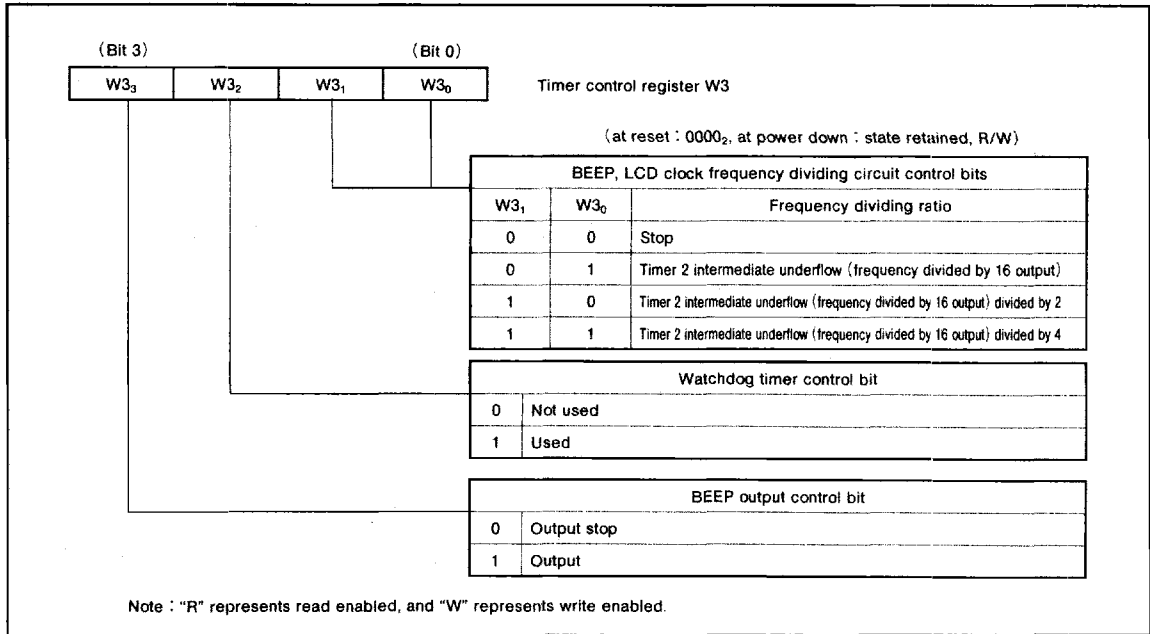 (Bit 3) (Bit 0)
W3₃ W3₂ W3₁ W3₀ Timer control register W3
(at reset : 0000₂, at power down : state retained, R/W)
BEEP, LCD clock frequency dividing circuit control bits
W3₁ W3₀ Frequency dividing ratio
0 0 Stop
0 1 Timer 2 intermediate underflow (frequency divided by 16 output)
1 0 Timer 2 intermediate underflow (frequency divided by 16 output) divided by 2
1 1 Timer 2 intermediate underflow (frequency divided by 16 output) divided by 4
Watchdog timer control bit
0 Not used
1 Used
BEEP output control bit
0 Output stop
1 Output
Note : "R" represents read enabled, and "W" represents write enabled.